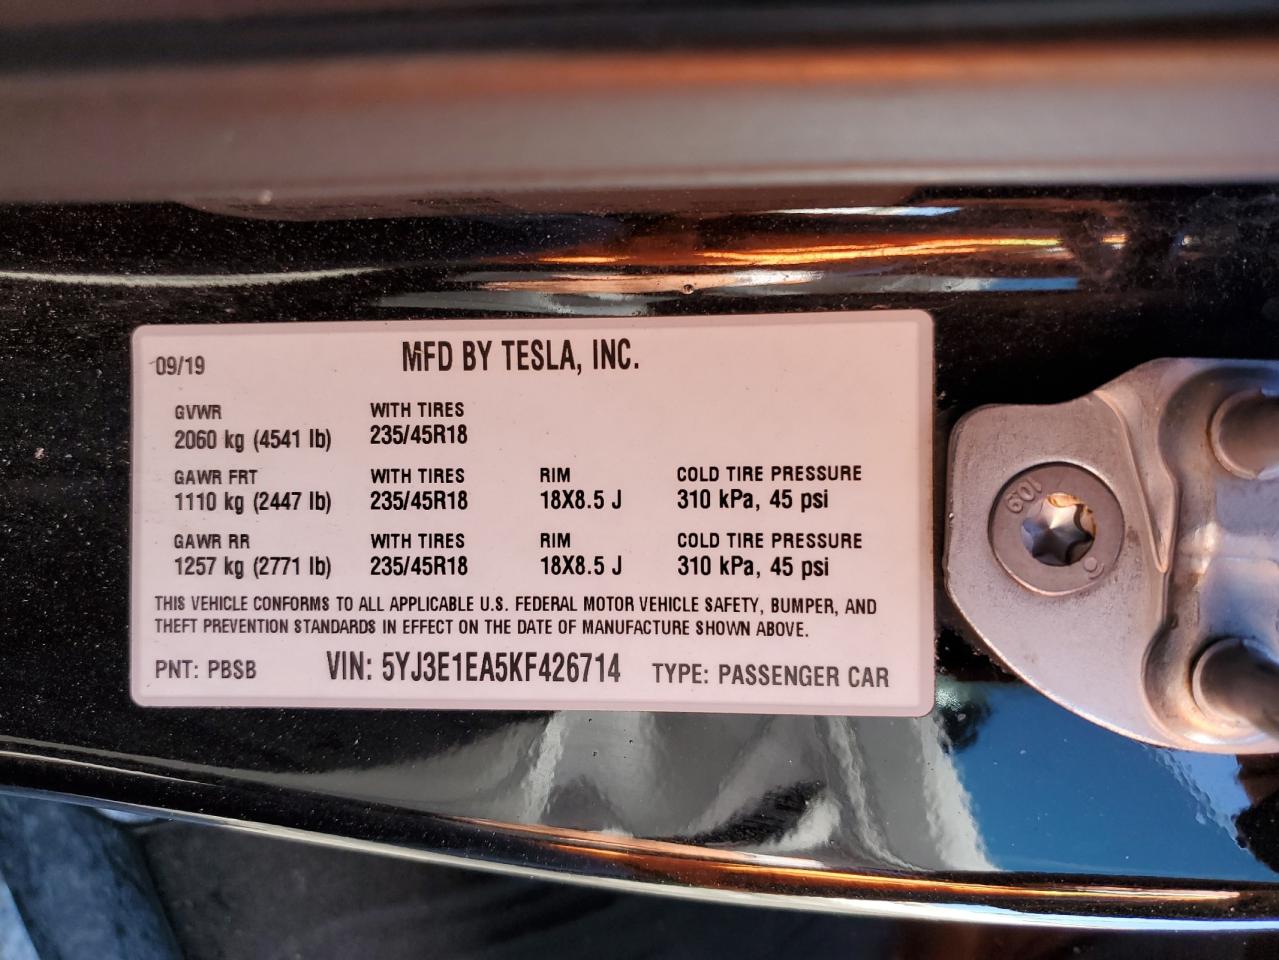 09/19 MFD BY TESLA, INC.
GVWR WITH TIRES
2060 kg (4541 lb) 235/45R18
GAWR FRT WITH TIRES RIM COLD TIRE PRESSURE
1110 kg (2447 lb) 235/45R18 18X8.5 J 310 kPa, 45 psi
GAWR RR WITH TIRES RIM COLD TIRE PRESSURE
1257 kg (2771 lb) 235/45R18 18X8.5 J 310 kPa, 45 psi
THIS VEHICLE CONFORMS TO ALL APPLICABLE U.S. FEDERAL MOTOR VEHICLE SAFETY, BUMPER, AND
THEFT PREVENTION STANDARDS IN EFFECT ON THE DATE OF MANUFACTURE SHOWN ABOVE.
PNT: PBSB VIN: 5YJ3E1EA5KF426714 TYPE: PASSENGER CAR
10.9